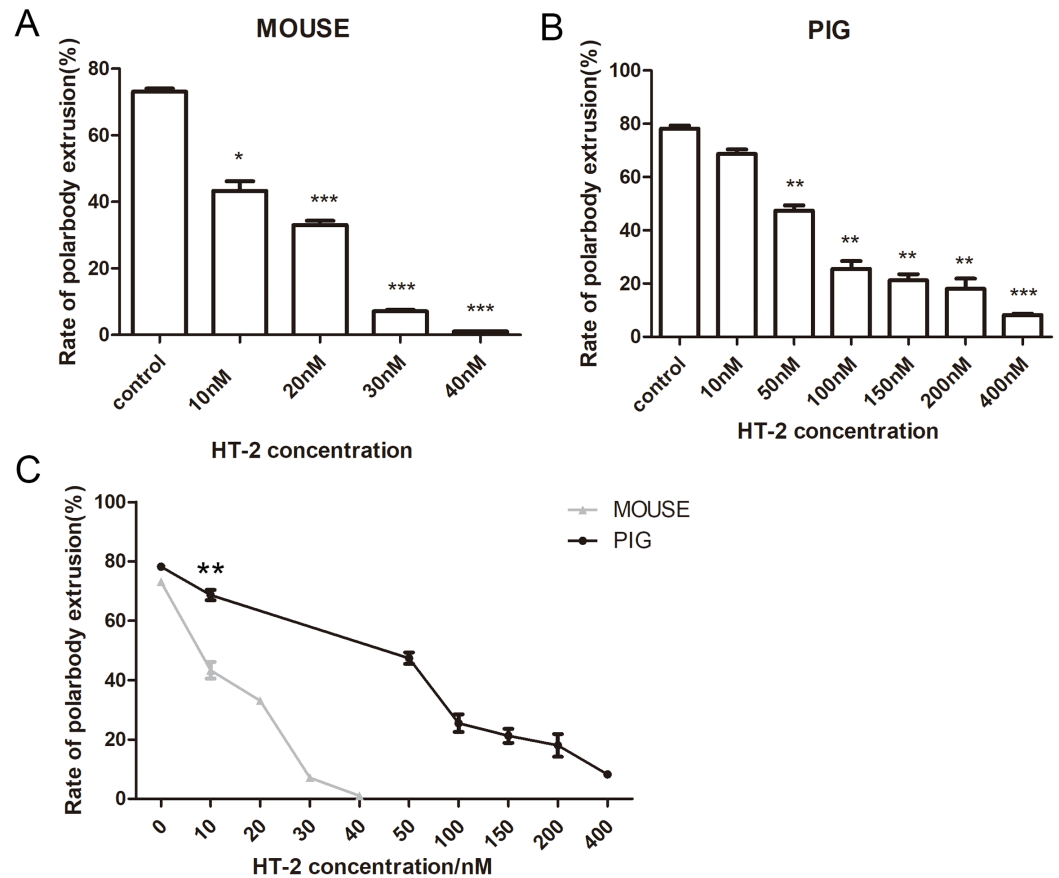 A
MOUSE
Rate of polarbody extrusion(%)
80
60
40
20
0
*
***
***
***
control
10nM
20nM
30nM
40nM
HT-2 concentration
B
PIG
Rate of polarbody extrusion(%)
100
80
60
40
20
0
**
**
**
**
***
control
10nM
50nM
100nM
150nM
200nM
400nM
HT-2 concentration
C
Rate of polarbody extrusion(%)
100
80
60
40
20
0
**
MOUSE
PIG
0
10
20
30
40
50
100
150
200
400
HT-2 concentration/nM